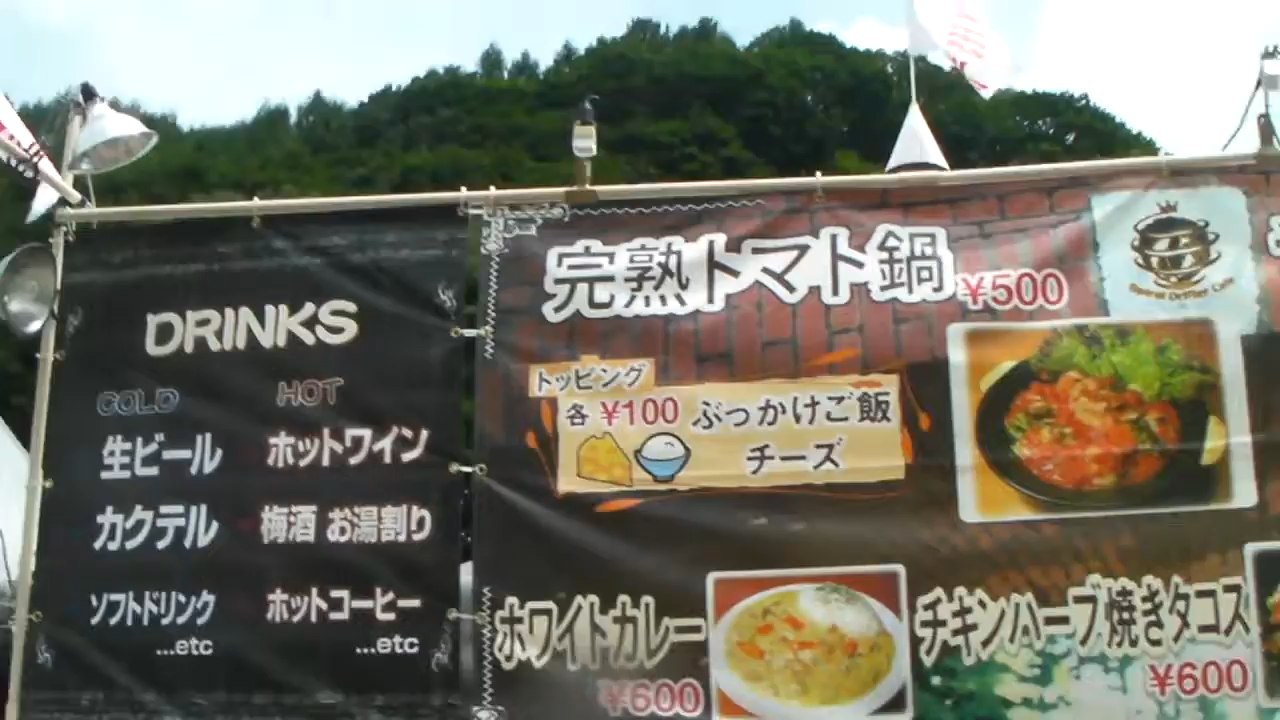 DRINKS
COLD HOT
生ビール ホットワイン
カクテル 梅酒 お湯割り
ソフトドリンク ホットコーヒー
...etc ...etc
完熟トマト鍋 ¥500
トッピング
各 ¥100 ぶっかけご飯
チーズ
ホワイトカレー
¥600
チキンハーブ焼きタコス
¥600